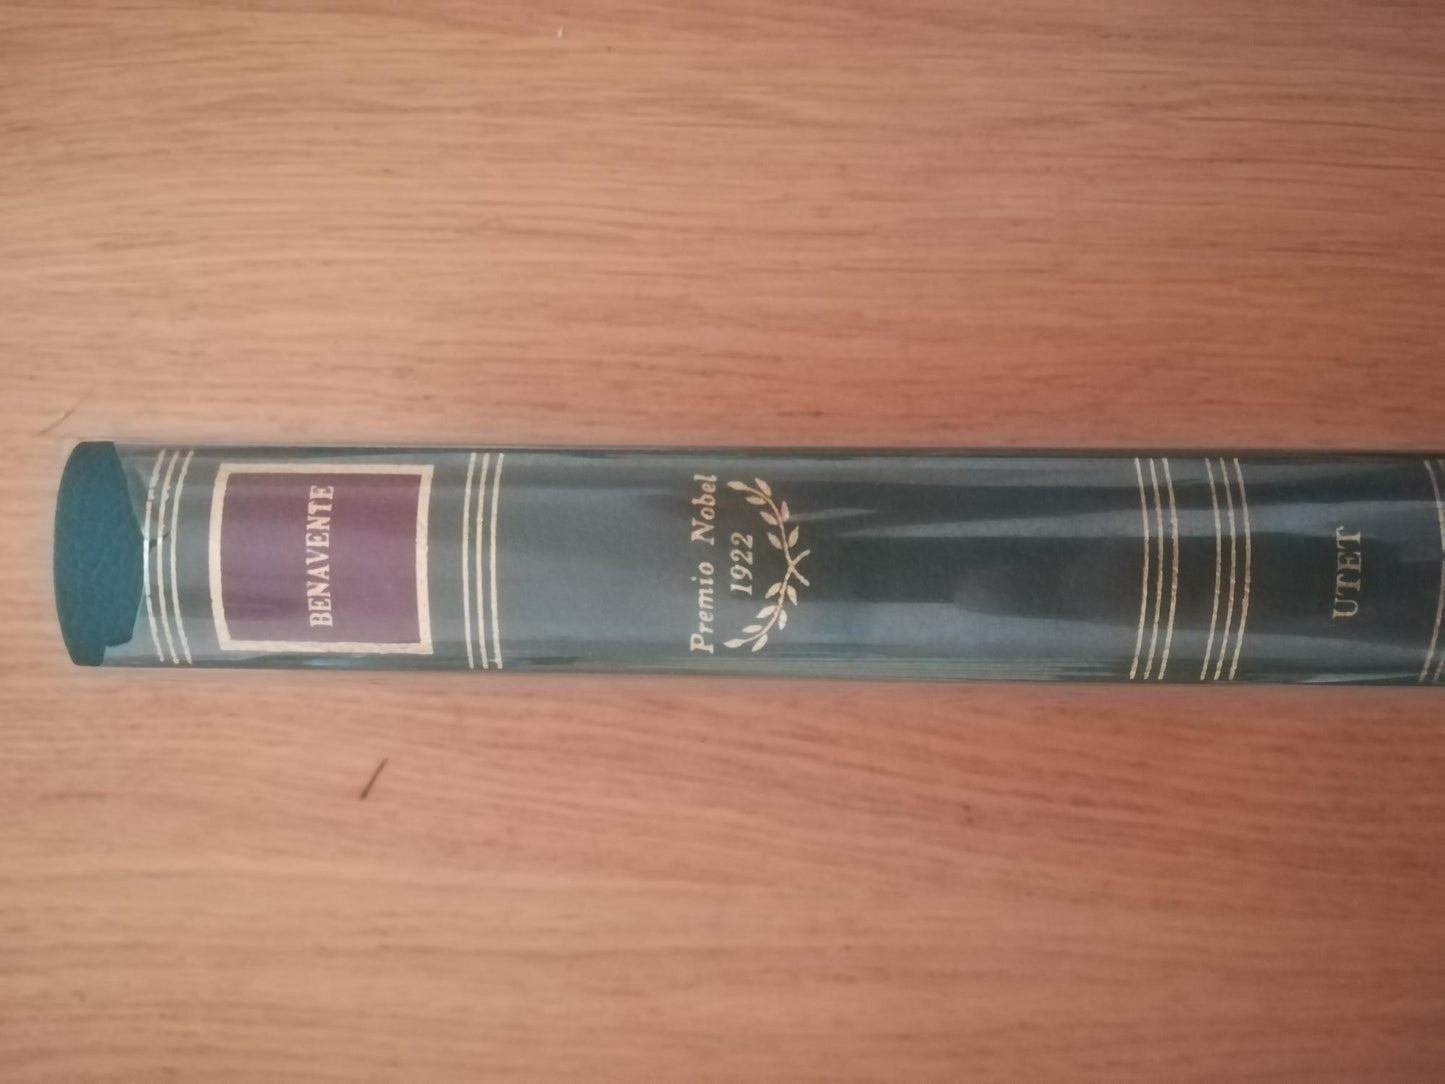 BENAVENTE
Premio Nobel
1922
UTET